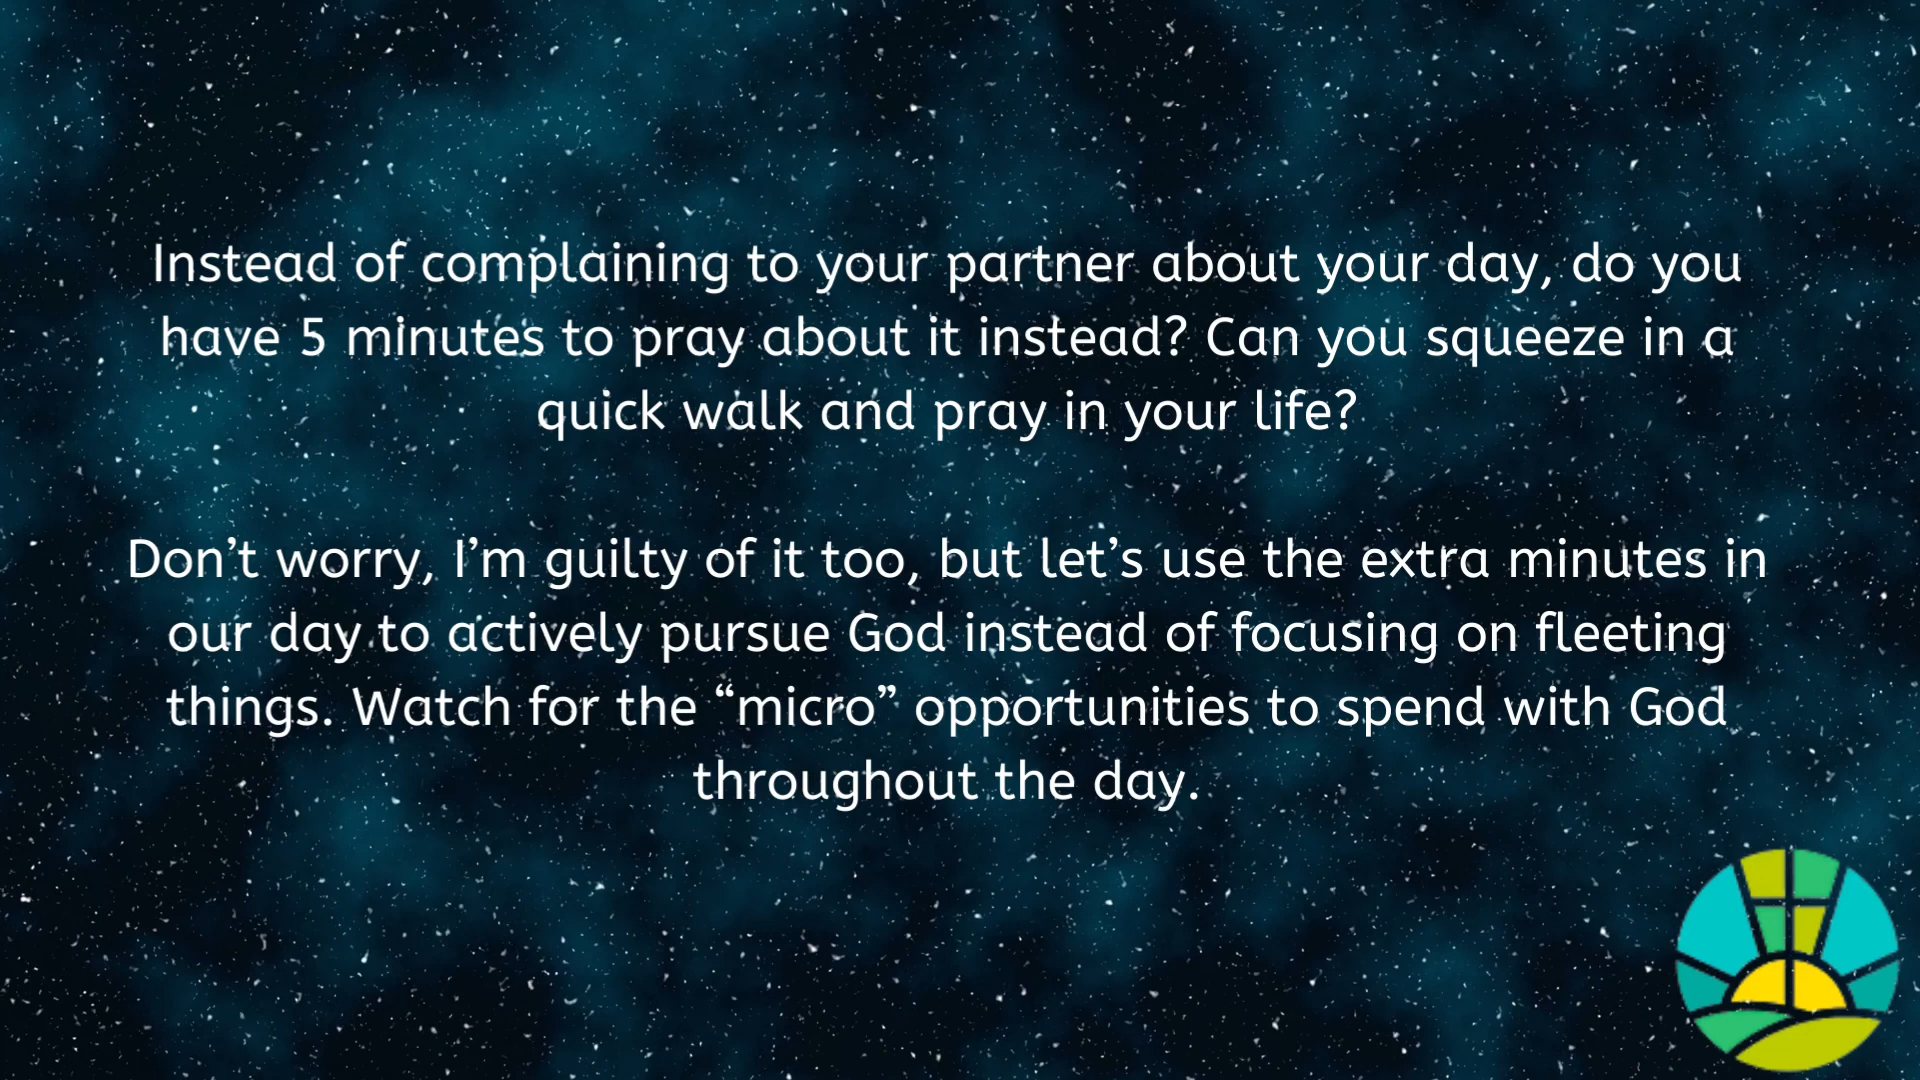 Instead of complaining to your partner about your day, do you
have 5 minutes to pray about it instead? Can you squeeze in a
quick walk and pray in your life?
Don’t worry, I’m guilty of it too, but let’s use the extra minutes in
our day to actively pursue God instead of focusing on fleeting
things. Watch for the “micro” opportunities to spend with God
throughout the day.